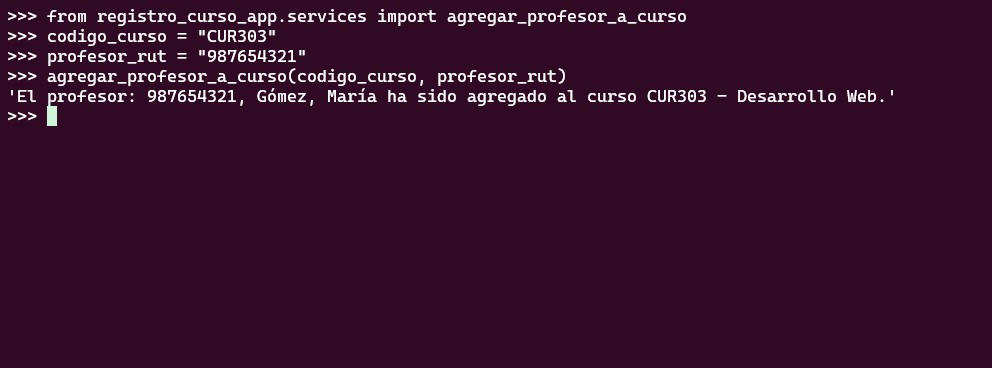 >>> from registro_curso_app.services import agregar_profesor_a_curso
>>> codigo_curso = "CUR303"
>>> profesor_rut = "987654321"
>>> agregar_profesor_a_curso(codigo_curso, profesor_rut)
'El profesor: 987654321, Gómez, María ha sido agregado al curso CUR303 - Desarrollo Web.'
>>>